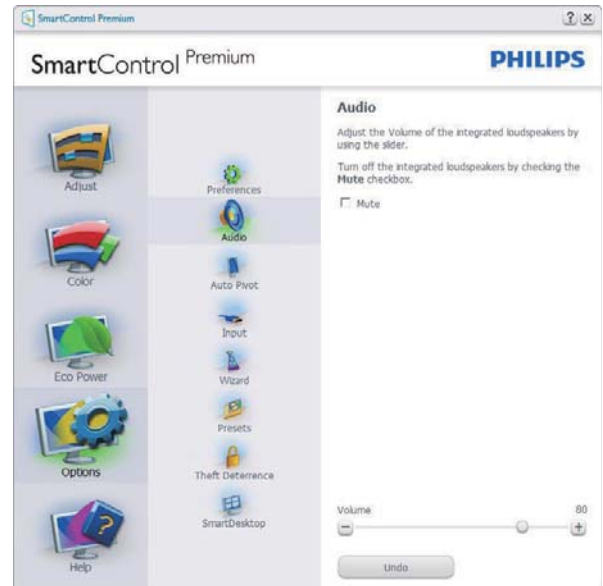 SmartControl Premium
? x
SmartControl Premium
PHILIPS
Adjust
Color
Eco Power
Options
Help
Preferences
Audio
Auto Pivot
Input
Wizard
Presets
Theft Deterrence
SmartDesktop
Audio
Adjust the Volume of the integrated loudspeakers by
using the slider.
Turn off the integrated loudspeakers by checking the
Mute checkbox.
Mute
Volume 80
Undo